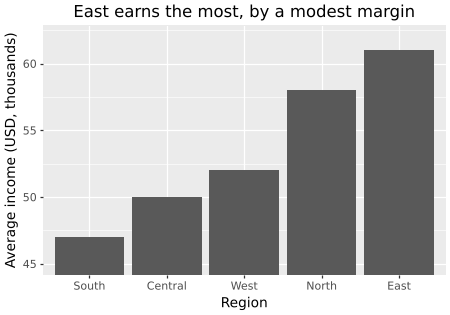 East earns the most, by a modest margin
Average income (USD, thousands)
60
55
50
45
South Central West North East
Region